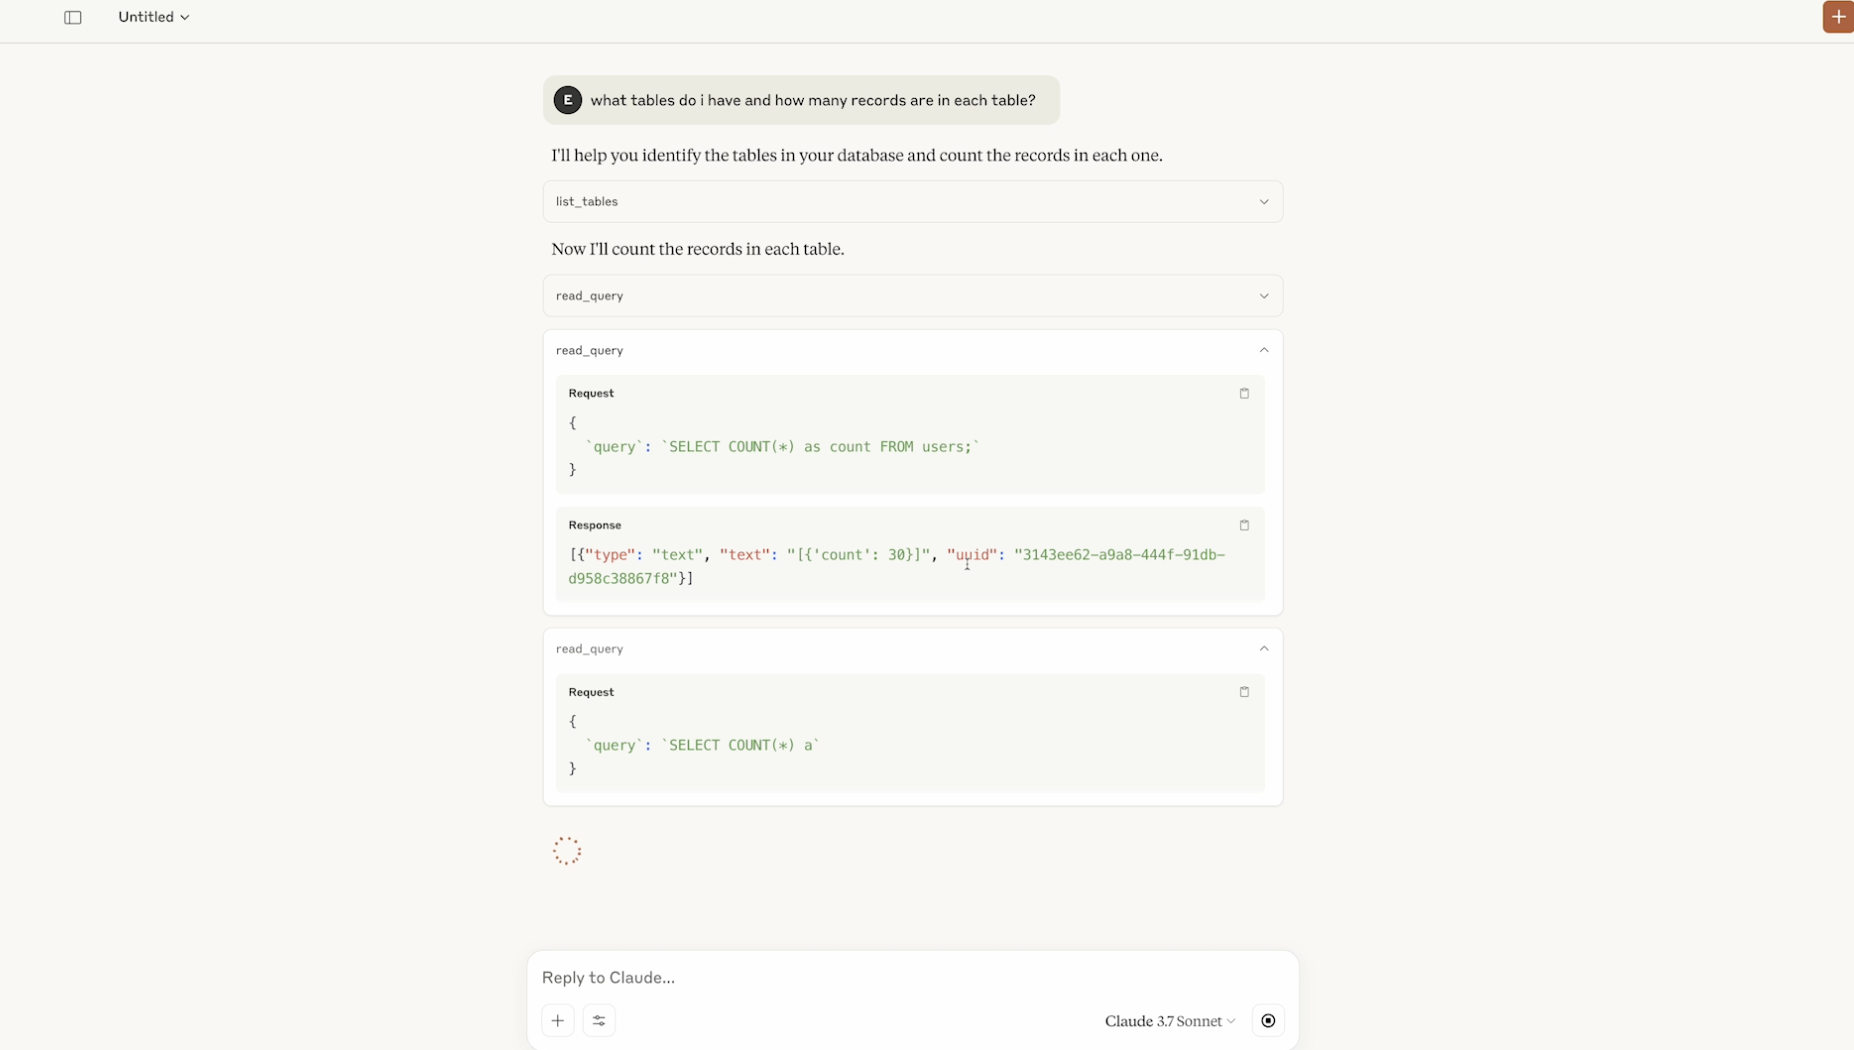 Untitled
E what tables do i have and how many records are in each table?
I'll help you identify the tables in your database and count the records in each one.
list_tables
Now I'll count the records in each table.
read_query
read_query
Request
{
`query`: `SELECT COUNT(*) as count FROM users;`
}
Response
[{"type": "text", "text": "[{'count': 30}]", "uuid": "3143ee62-a9a8-444f-91db-
d958c38867f8"}]
read_query
Request
{
`query`: `SELECT COUNT(*) a`
}
Reply to Claude...
Claude 3.7 Sonnet